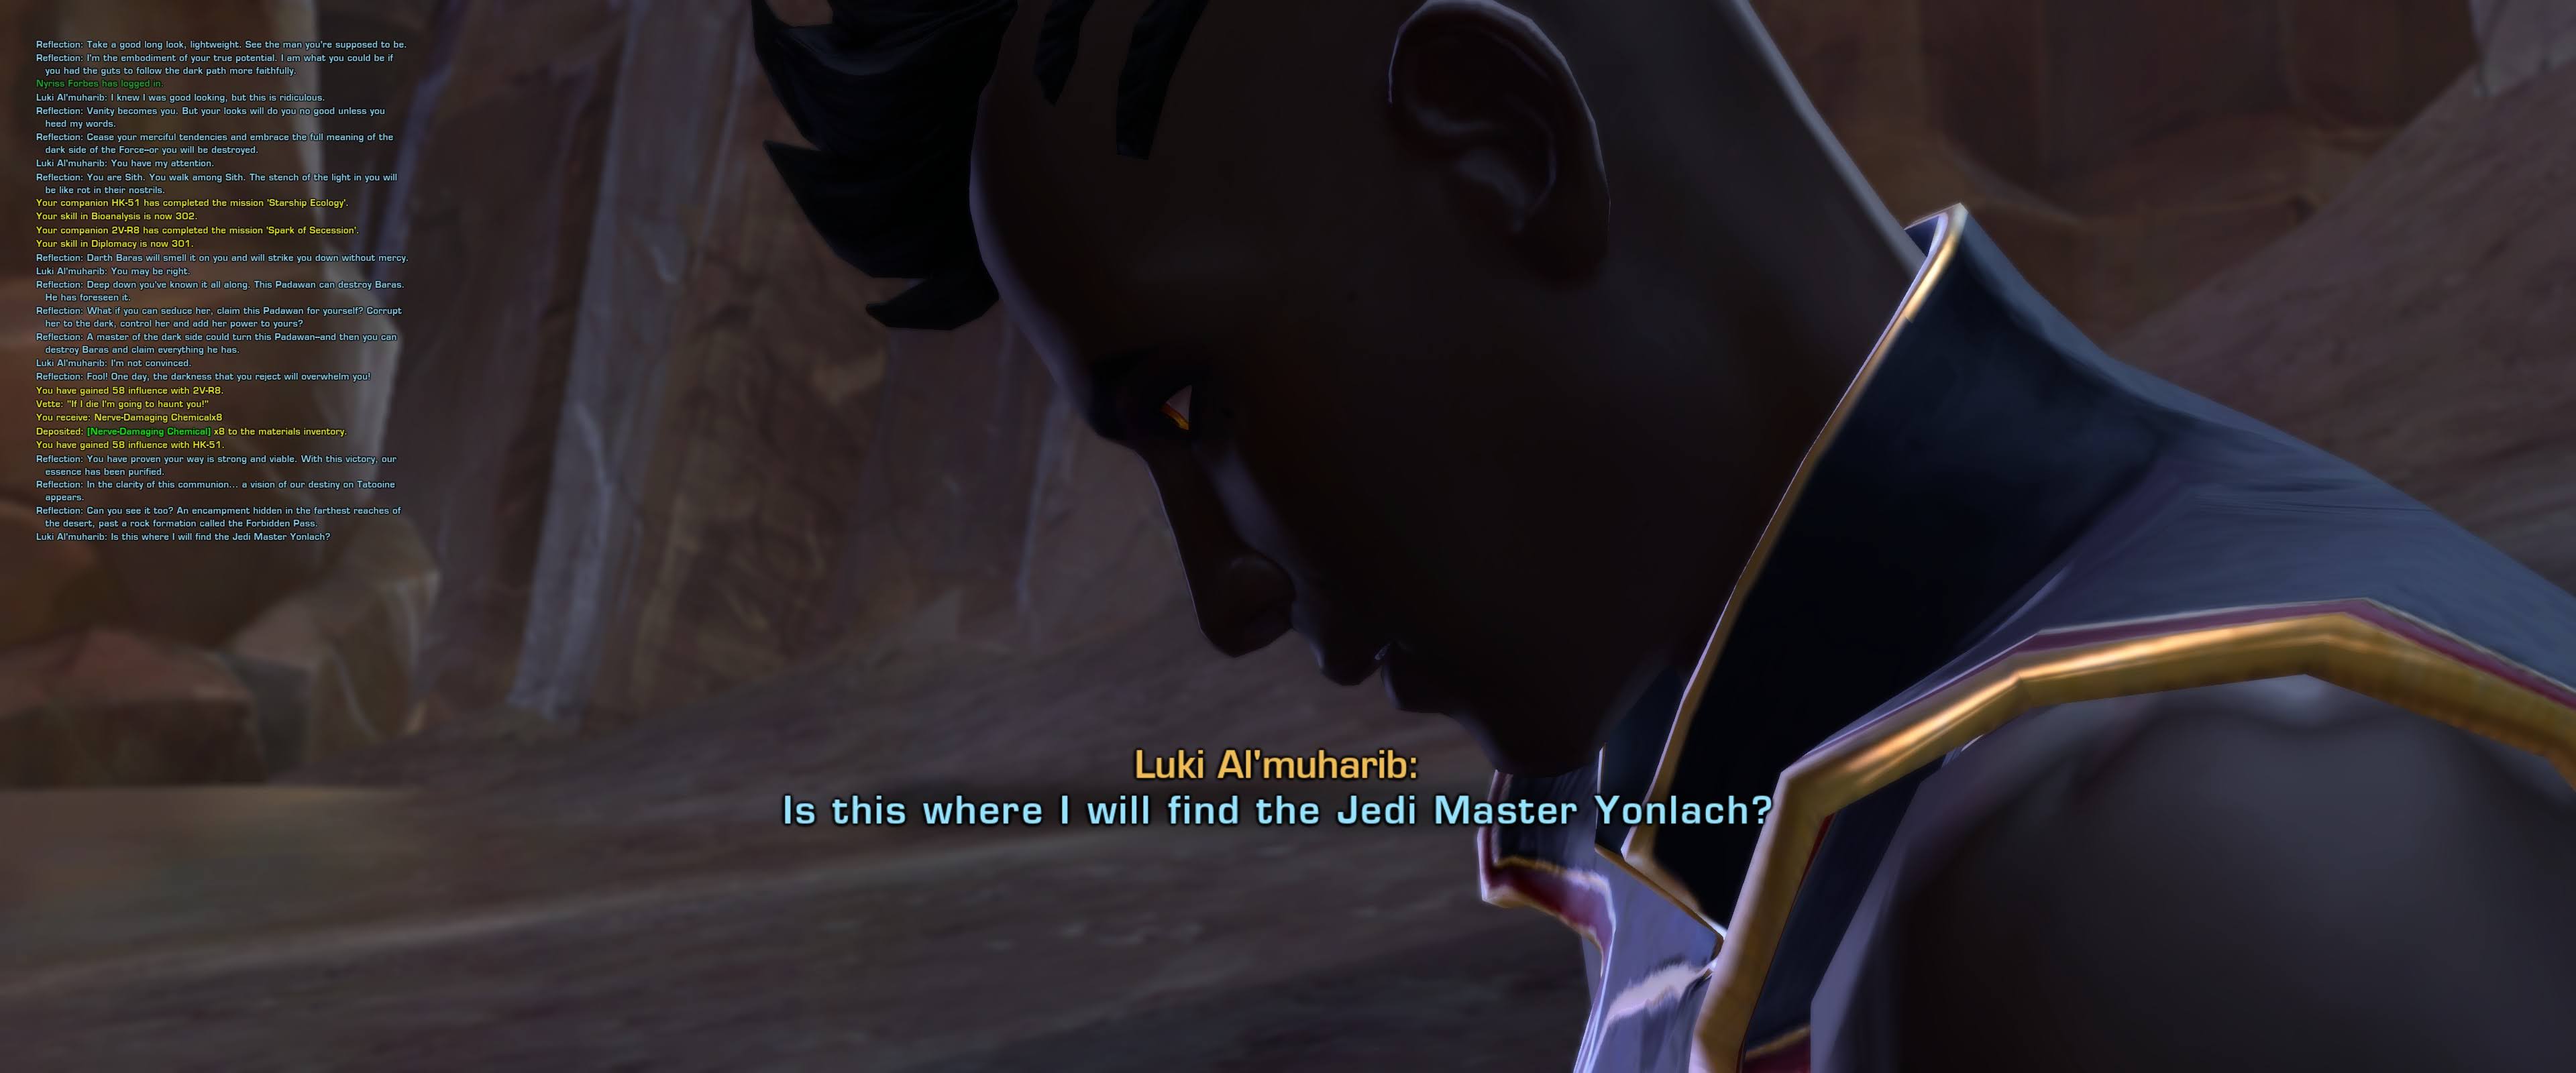 Reflection: Take a good long look, lightweight. See the man you're supposed to be.
Reflection: I'm the embodiment of your true potential. I am what you could be if
you had the guts to follow the dark path more faithfully.
Nyriss Forbes has logged in.
Luki Al'muharib: I knew I was good looking, but this is ridiculous.
Reflection: Vanity becomes you. But your looks will do you no good unless you
heed my words.
Reflection: Cease your merciful tendencies and embrace the full meaning of the
dark side of the Force—or you will be destroyed.
Luki Al'muharib: You have my attention.
Reflection: You are Sith. You walk among Sith. The stench of the light in you will
be like rot in their nostrils.
Your companion HK-51 has completed the mission 'Starship Ecology'.
Your skill in Bioanalysis is now 302.
Your companion 2V-R8 has completed the mission 'Spark of Secession'.
Your skill in Diplomacy is now 301.
Reflection: Darth Baras will smell it on you and will strike you down without mercy.
Luki Al'muharib: You may be right.
Reflection: Deep down you've known it all along. This Padawan can destroy Baras.
He has foreseen it.
Reflection: What if you can seduce her, claim this Padawan for yourself? Corrupt
her to the dark, control her and add her power to yours?
Reflection: A master of the dark side could turn this Padawan—and then you can
destroy Baras and claim everything he has.
Luki Al'muharib: I'm not convinced.
Reflection: Fool! One day, the darkness that you reject will overwhelm you!
You have gained 58 influence with 2V-R8.
Vette: "If I die I'm going to haunt you!"
You receive: Nerve-Damaging Chemicalx8
Deposited: [Nerve-Damaging Chemical] x8 to the materials inventory.
You have gained 58 influence with HK-51.
Reflection: You have proven your way is strong and viable. With this victory, our
essence has been purified.
Reflection: In the clarity of this communion... a vision of our destiny on Tatooine
appears.
Reflection: Can you see it too? An encampment hidden in the farthest reaches of
the desert, past a rock formation called the Forbidden Pass.
Luki Al'muharib: Is this where I will find the Jedi Master Yonlach?
Luki Al'muharib:
Is this where I will find the Jedi Master Yonlach?